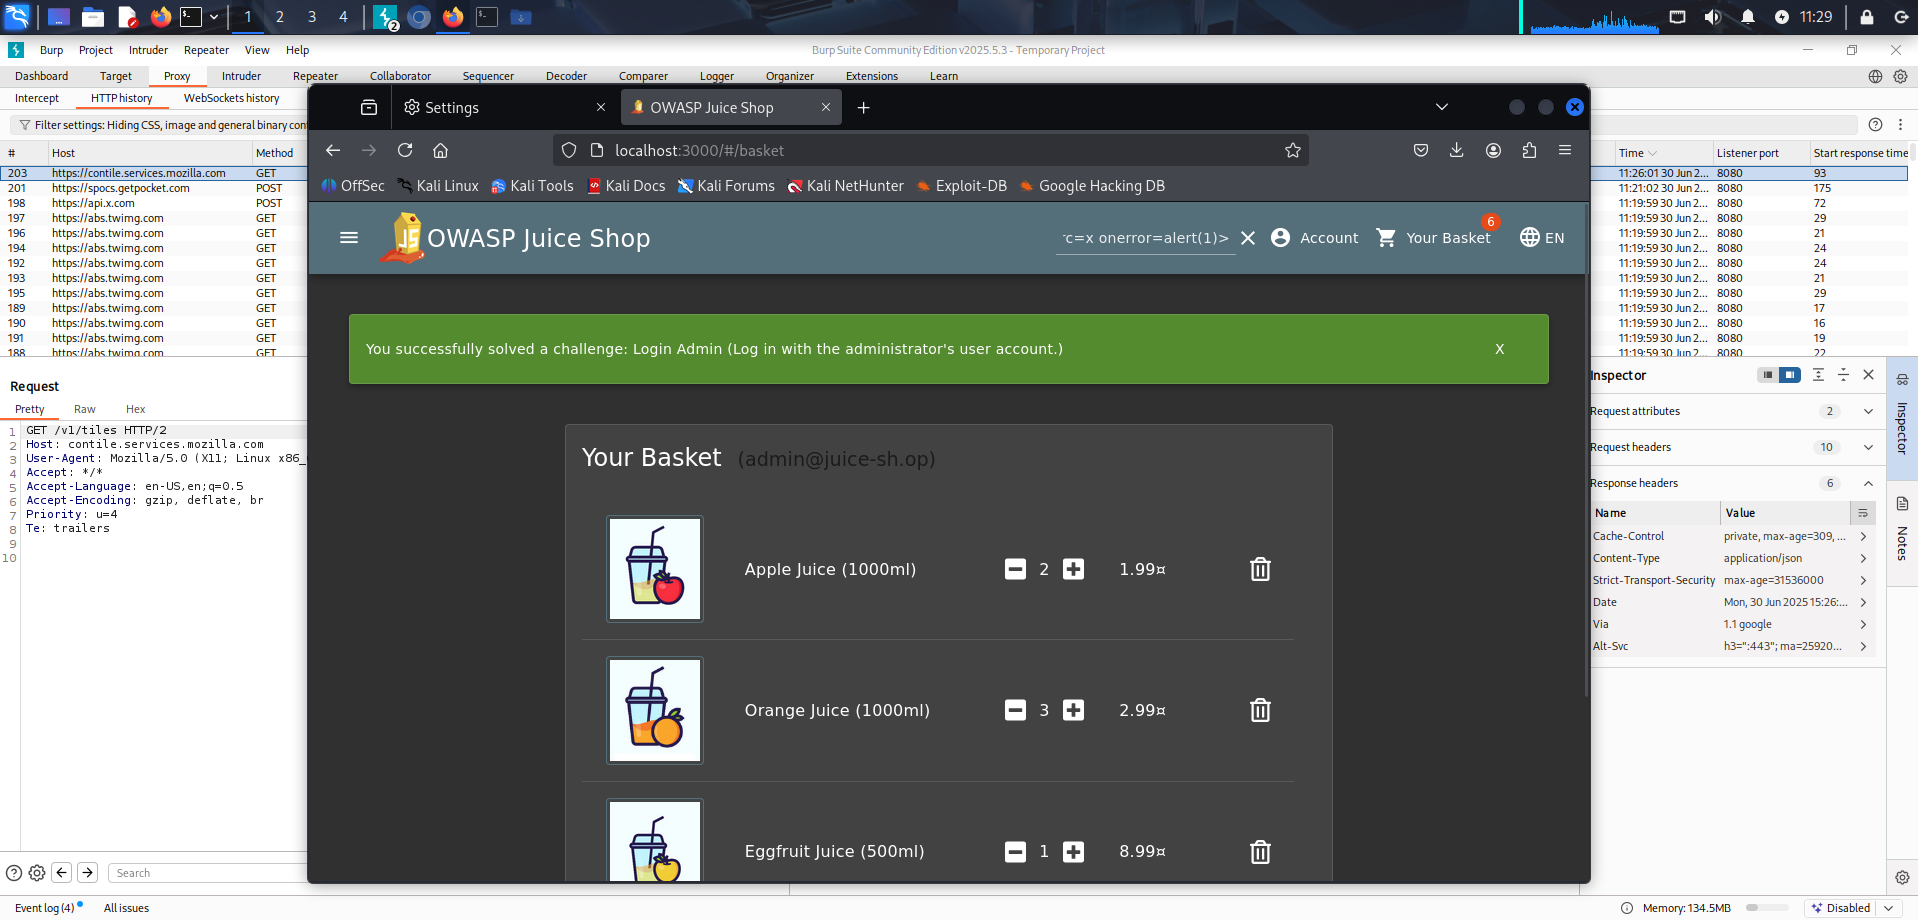 1 2 3 4 2 11:29
Burp Project Intruder Repeater View Help Burp Suite Community Edition v2025.5.3 - Temporary Project
Dashboard Target Proxy Intruder Repeater Collaborator Sequencer Decoder Comparer Logger Organizer Extensions Learn
Intercept HTTP history WebSockets history
Filter settings: Hiding CSS, image and general binary con
# Host Method Time Listener port Start response time
203 https://contile.services.mozilla.com GET 11:26:01 30 Jun 2... 8080 93
201 https://spocs.getpocket.com POST 11:21:02 30 Jun 2... 8080 175
198 https://api.x.com POST 11:19:59 30 Jun 2... 8080 72
197 https://abs.twimg.com GET 11:19:59 30 Jun 2... 8080 29
196 https://abs.twimg.com GET 11:19:59 30 Jun 2... 8080 21
194 https://abs.twimg.com GET 11:19:59 30 Jun 2... 8080 24
192 https://abs.twimg.com GET 11:19:59 30 Jun 2... 8080 24
193 https://abs.twimg.com GET 11:19:59 30 Jun 2... 8080 21
195 https://abs.twimg.com GET 11:19:59 30 Jun 2... 8080 29
189 https://abs.twimg.com GET 11:19:59 30 Jun 2... 8080 17
190 https://abs.twimg.com GET 11:19:59 30 Jun 2... 8080 16
191 https://abs.twimg.com GET 11:19:59 30 Jun 2... 8080 19
188 https://abs.twimg.com GET 11:19:59 30 Jun 2... 8080 22
Request
Pretty Raw Hex
1 GET /v1/tiles HTTP/2
2 Host: contile.services.mozilla.com
3 User-Agent: Mozilla/5.0 (X11; Linux x86_
4 Accept: */*
5 Accept-Language: en-US,en;q=0.5
6 Accept-Encoding: gzip, deflate, br
7 Priority: u=4
8 Te: trailers
9
10
Search
Event log (4) All issues
Settings OWASP Juice Shop
localhost:3000/#/basket
OffSec Kali Linux Kali Tools Kali Docs Kali Forums Kali NetHunter Exploit-DB Google Hacking DB
JS OWASP Juice Shop c=x onerror=alert(1)> Account Your Basket 6 EN
You successfully solved a challenge: Login Admin (Log in with the administrator's user account.) X
Your Basket (admin@juice-sh.op)
Apple Juice (1000ml) 2 1.99¤
Orange Juice (1000ml) 3 2.99¤
Eggfruit Juice (500ml) 1 8.99¤
Inspector
Request attributes 2
Request headers 10
Response headers 6
Name Value
Cache-Control private, max-age=309, ...
Content-Type application/json
Strict-Transport-Security max-age=31536000
Date Mon, 30 Jun 2025 15:26:...
Via 1.1 google
Alt-Svc h3=":443"; ma=25920...
Inspector
Notes
Memory: 134.5MB Disabled